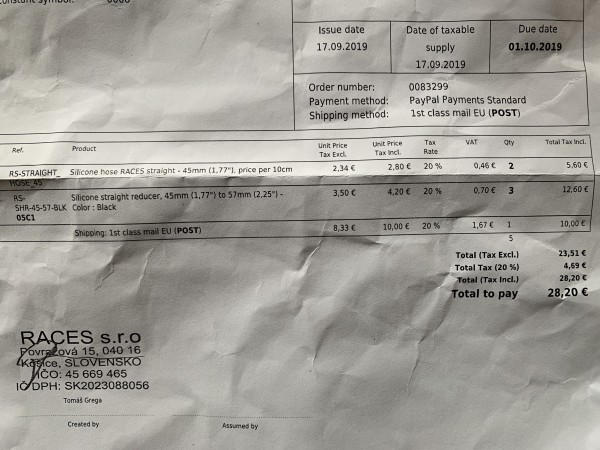 symbol: 0000
Issue date
17.09.2019
Date of taxable
supply
17.09.2019
Due date
01.10.2019
Order number: 0083299
Payment method: PayPal Payments Standard
Shipping method: 1st class mail EU (POST)
Ref. Product Unit Price Tax Excl. Unit Price Tax Incl. Tax Rate VAT Qty Total Tax Incl.
RS-STRAIGHT_ Silicone hose RACES straight - 45mm (1,77"), price per 10cm 2,34 € 2,80 € 20 % 0,46 € 2 5,60 €
HOSE_45
RS- Silicone straight reducer, 45mm (1,77") to 57mm (2,25") - 3,50 € 4,20 € 20 % 0,70 € 3 12,60 €
SHR-45-57-BLK Color : Black
05C1
Shipping: 1st class mail EU (POST) 8,33 € 10,00 € 20 % 1,67 € 1 10,00 €
5
Total (Tax Excl.) 23,51 €
Total Tax (20 %) 4,69 €
Total (Tax Incl.) 28,20 €
Total to pay 28,20 €
RACES s.r.o
Povrazová 15, 040 16
Košice, SLOVENSKO
IČO: 45 669 465
IČ DPH: SK2023088056
Tomáš Grega
Created by
Assumed by